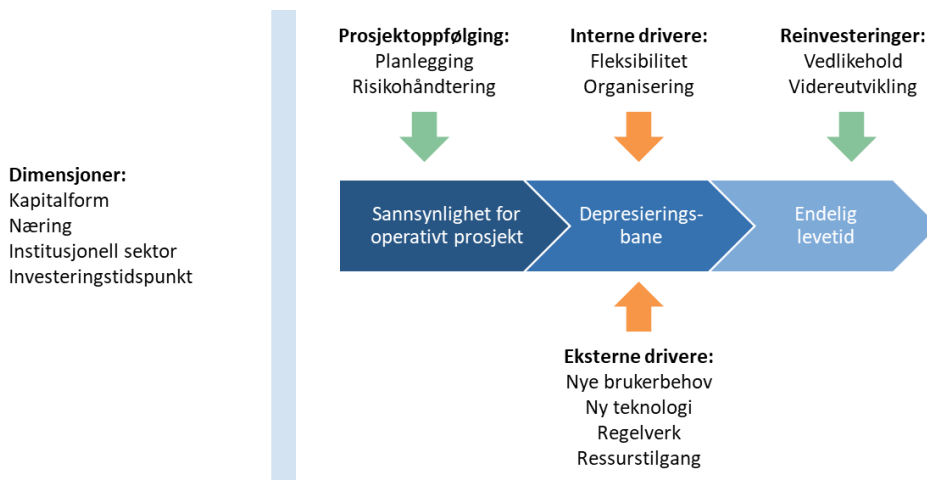 Dimensjoner:
Kapitalform
Næring
Institusjonell sektor
Investeringstidspunkt
Prosjektoppfølging:
Planlegging
Risikohåndtering
Interne drivere:
Fleksibilitet
Organisering
Reinvesteringer:
Vedlikehold
Videreutvikling
Sannsynlighet for
operativt prosjekt
Depresierings-
bane
Endelig
levetid
Eksterne drivere:
Nye brukerbehov
Ny teknologi
Regelverk
Ressurstilgang